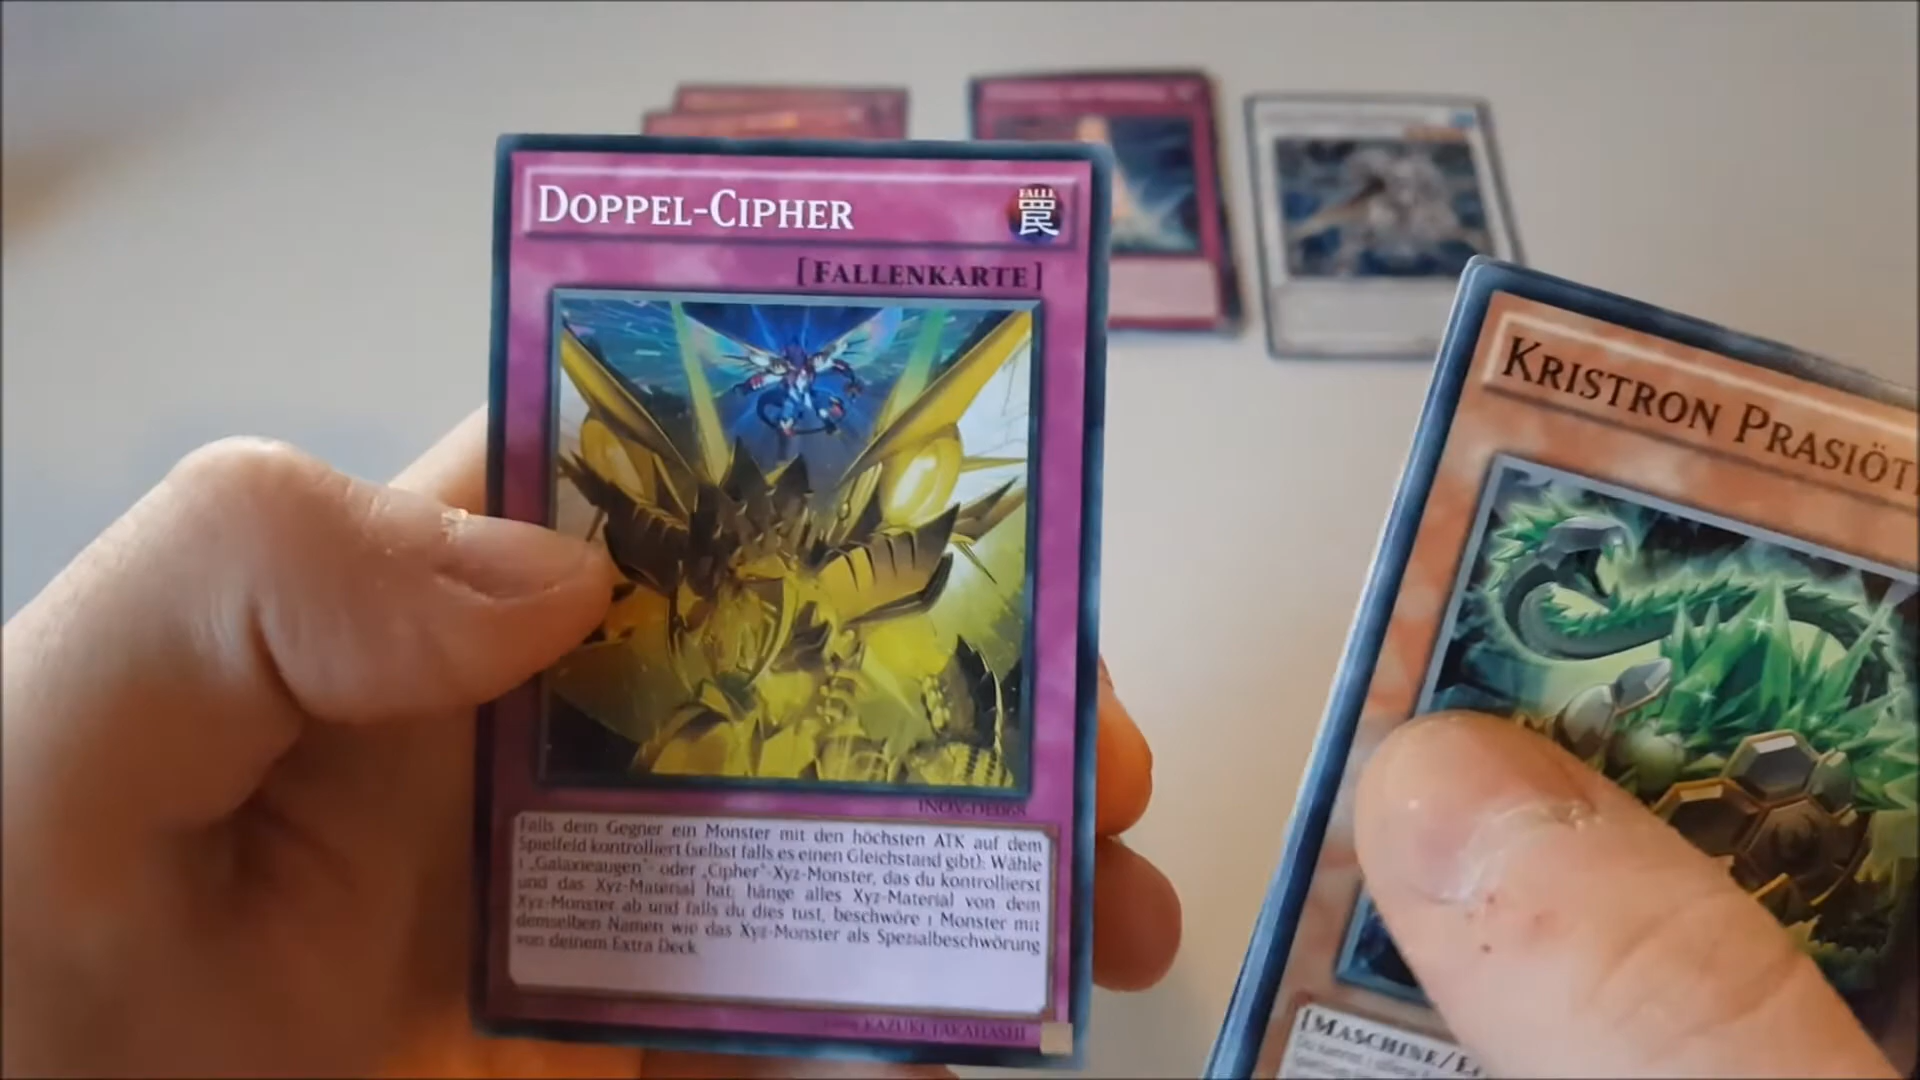 DOPPEL-CIPHER
FALLE
罠
[FALLENKARTE]
INOV-DE068
Falls dein Gegner ein Monster mit den höchsten ATK auf dem
Spielfeld kontrolliert (selbst falls es einen Gleichstand gibt): Wähle
1 „Galaxieaugen“- oder „Cipher“-Xyz-Monster, das du kontrollierst
und das Xyz-Material hat; hänge alles Xyz-Material von dem
Xyz-Monster ab und falls du dies tust, beschwöre 1 Monster mit
demselben Namen wie das Xyz-Monster als Spezialbeschwörung
von deinem Extra Deck.
KAZUKI TAKAHASHI
KRISTRON PRASIÖT
[MASCHINE/